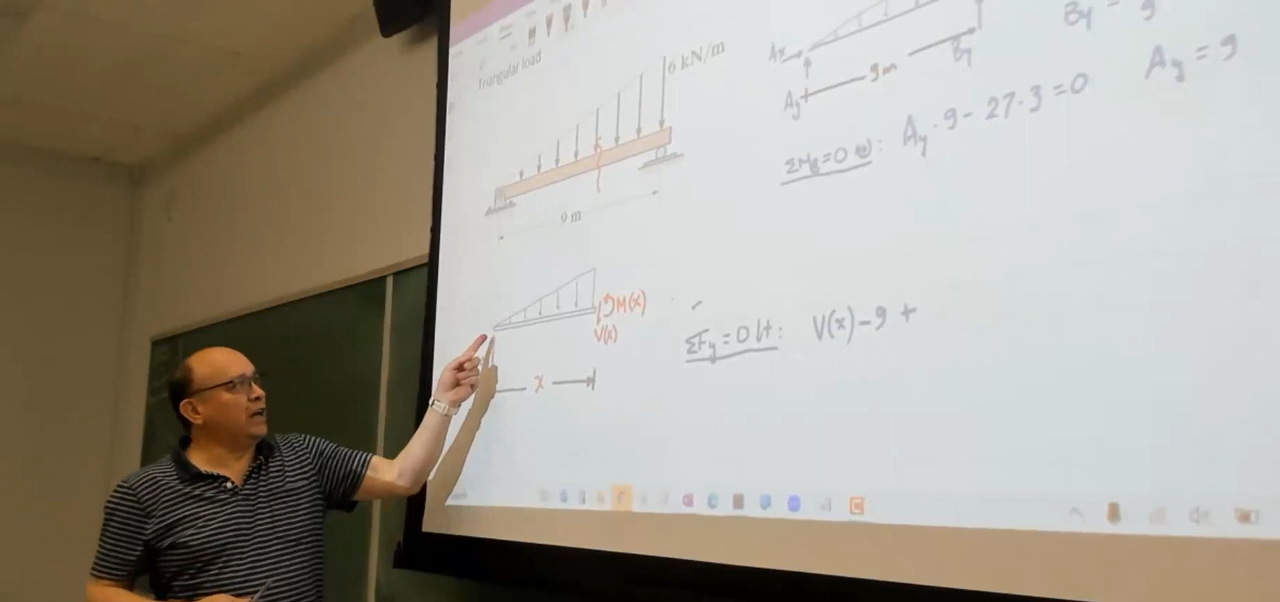 Triangular load
6 kN/m
9 m
Ax
Ay
9m
By
By = 9
Ay = 9
ΣMB=0 ↺: Ay·9 - 27·3 = 0
M(x)
V(x)
x
ΣFy = 0 ↓+: V(x) - 9 +